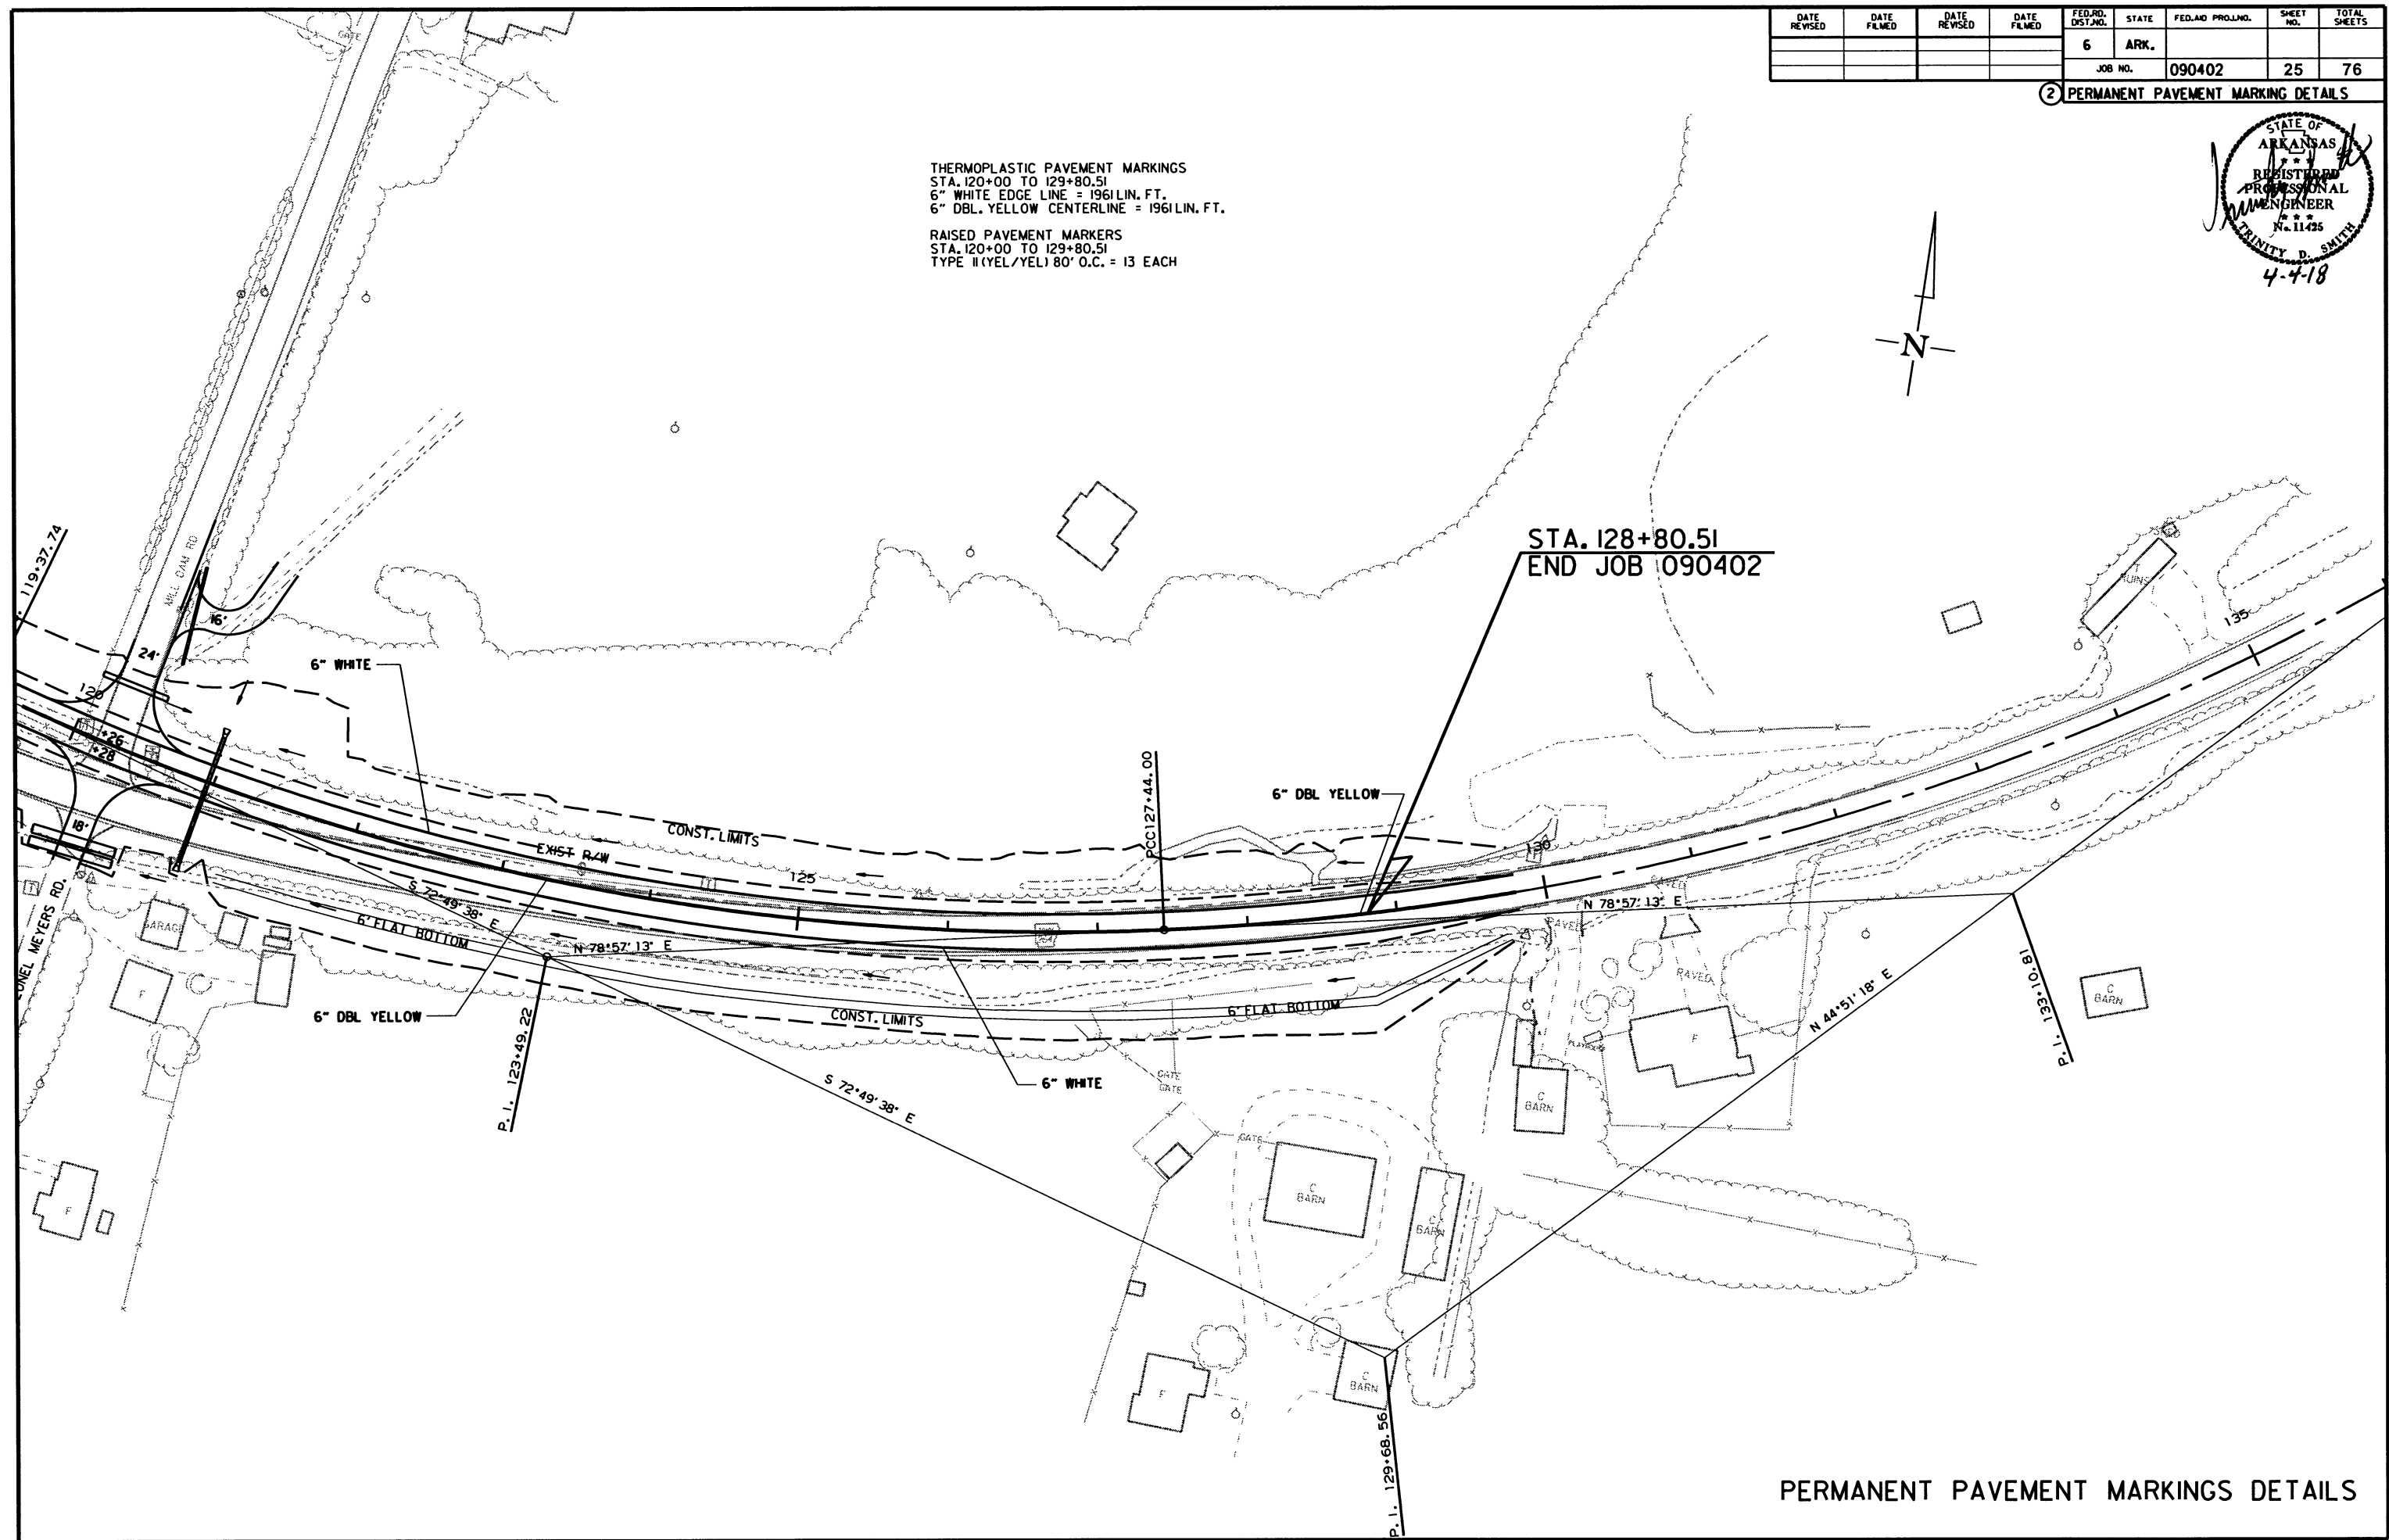 DATE REVISED
DATE FILMED
DATE REVISED
DATE FILMED
FED.RD. DIST.NO.
STATE
FED.AID PROJ.NO.
SHEET NO.
TOTAL SHEETS
6
ARK.
JOB NO.
090402
25
76
2 PERMANENT PAVEMENT MARKING DETAILS
STATE OF
ARKANSAS
★ ★ ★
REGISTERED
PROFESSIONAL
ENGINEER
★ ★ ★
No. 11425
TRINITY D. SMITH
4-4-18
THERMOPLASTIC PAVEMENT MARKINGS
STA. 120+00 TO 129+80.51
6" WHITE EDGE LINE = 1961 LIN. FT.
6" DBL. YELLOW CENTERLINE = 1961 LIN. FT.
RAISED PAVEMENT MARKERS
STA. 120+00 TO 129+80.51
TYPE II (YEL/YEL) 80' O.C. = 13 EACH
GATE
N
STA. 128+80.51
END JOB 090402
119+37.74
MILL DAM RD
16'
24'
120
+26
+28
18'
6" WHITE
CONST. LIMITS
EXIST R/W
125
PCC127+44.00
6" DBL YELLOW
130
135
RUINS
S 72°49'38" E
6' FLAT BOTTOM
N 78°57'13" E
N 78°57'13" E
GARAGE
MEYERS RD.
F
6" DBL YELLOW
P.I. 123+49.22
CONST. LIMITS
6' FLAT BOTTOM
6" WHITE
S 72°49'38" E
GATE
GATE
GATE
N 44°51'18" E
P.I. 133+10.81
C
BARN
C
BARN
C
BARN
C
BARN
C
BARN
F
F
F
P.I. 129+68.56
PERMANENT PAVEMENT MARKINGS DETAILS